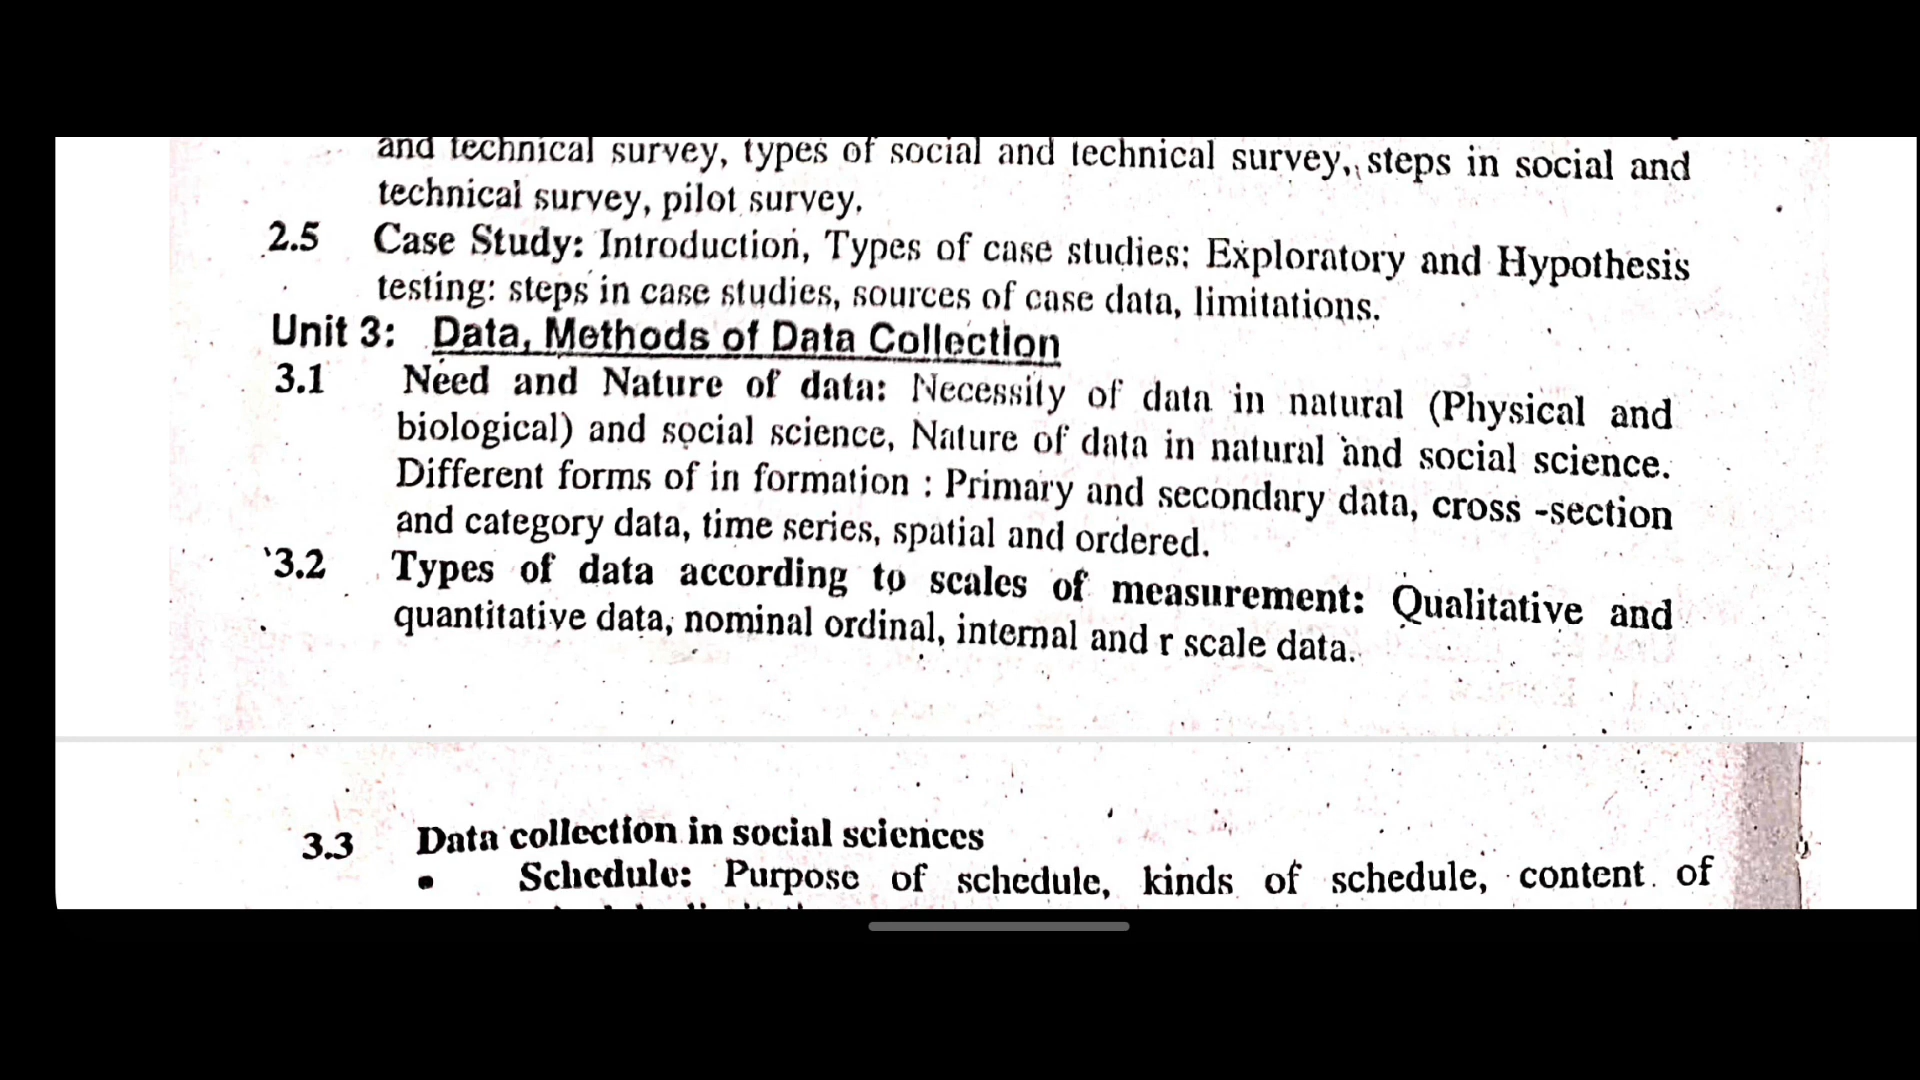 and technical survey, types of social and technical survey, steps in social and
technical survey, pilot survey.
2.5 Case Study: Introduction, Types of case studies: Exploratory and Hypothesis
testing: steps in case studies, sources of case data, limitations.
Unit 3: Data, Methods of Data Collection
3.1 Need and Nature of data: Necessity of data in natural (Physical and
biological) and social science, Nature of data in natural and social science.
Different forms of in formation : Primary and secondary data, cross -section
and category data, time series, spatial and ordered.
3.2 Types of data according to scales of measurement: Qualitative and
quantitative data, nominal ordinal, internal and r scale data.
3.3 Data collection in social sciences
• Schedule: Purpose of schedule, kinds of schedule, content of